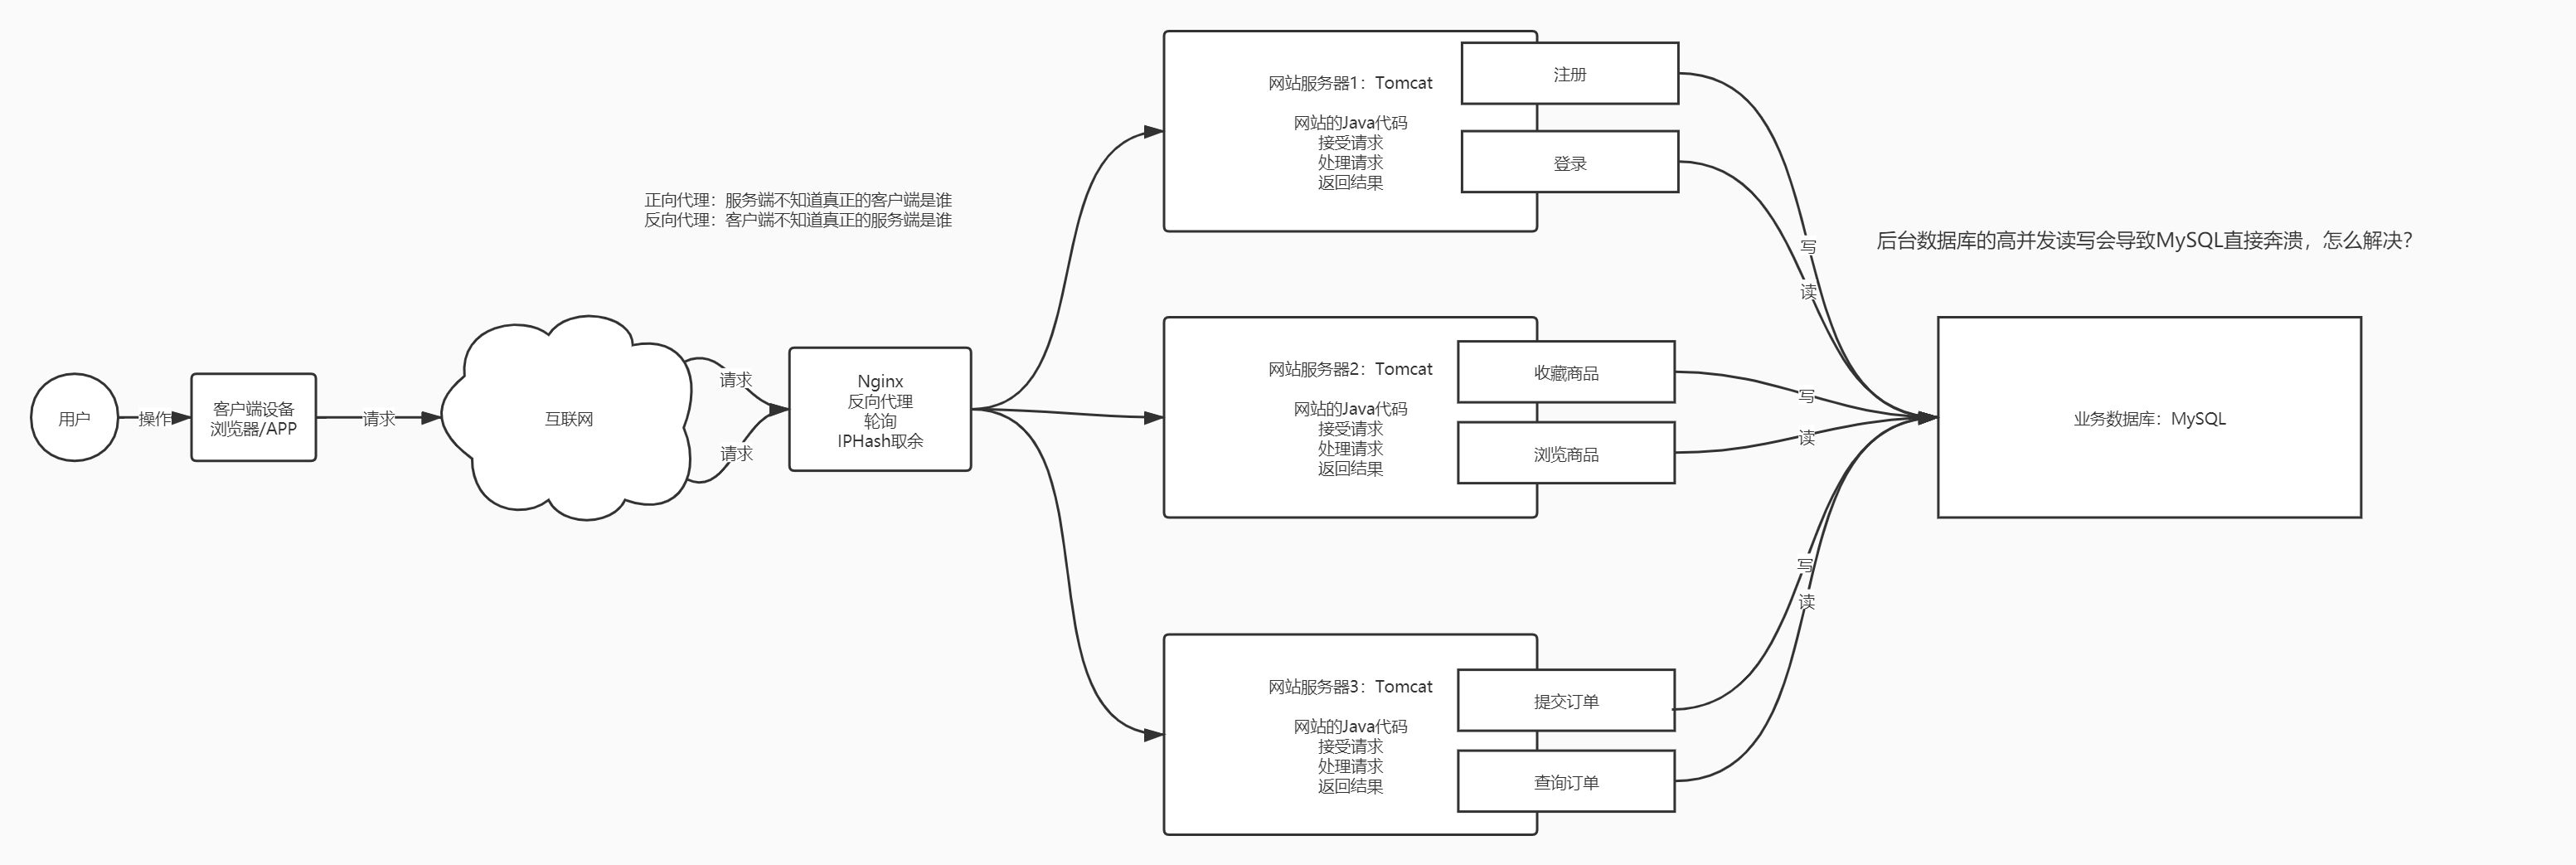 用户
操作
客户端设备
浏览器/APP
请求
互联网
请求
请求
正向代理：服务端不知道真正的客户端是谁
反向代理：客户端不知道真正的服务端是谁
Nginx
反向代理
轮询
IPHash取余
网站服务器1：Tomcat
网站的Java代码
接受请求
处理请求
返回结果
注册
登录
网站服务器2：Tomcat
网站的Java代码
接受请求
处理请求
返回结果
收藏商品
浏览商品
网站服务器3：Tomcat
网站的Java代码
接受请求
处理请求
返回结果
提交订单
查询订单
写
读
写
读
写
读
后台数据库的高并发读写会导致MySQL直接奔溃，怎么解决？
业务数据库：MySQL